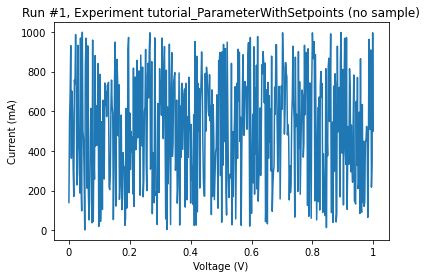 Run #1, Experiment tutorial_ParameterWithSetpoints (no sample)
1000
800
600
400
200
0
Current (mA)
0 0.2 0.4 0.6 0.8 1
Voltage (V)